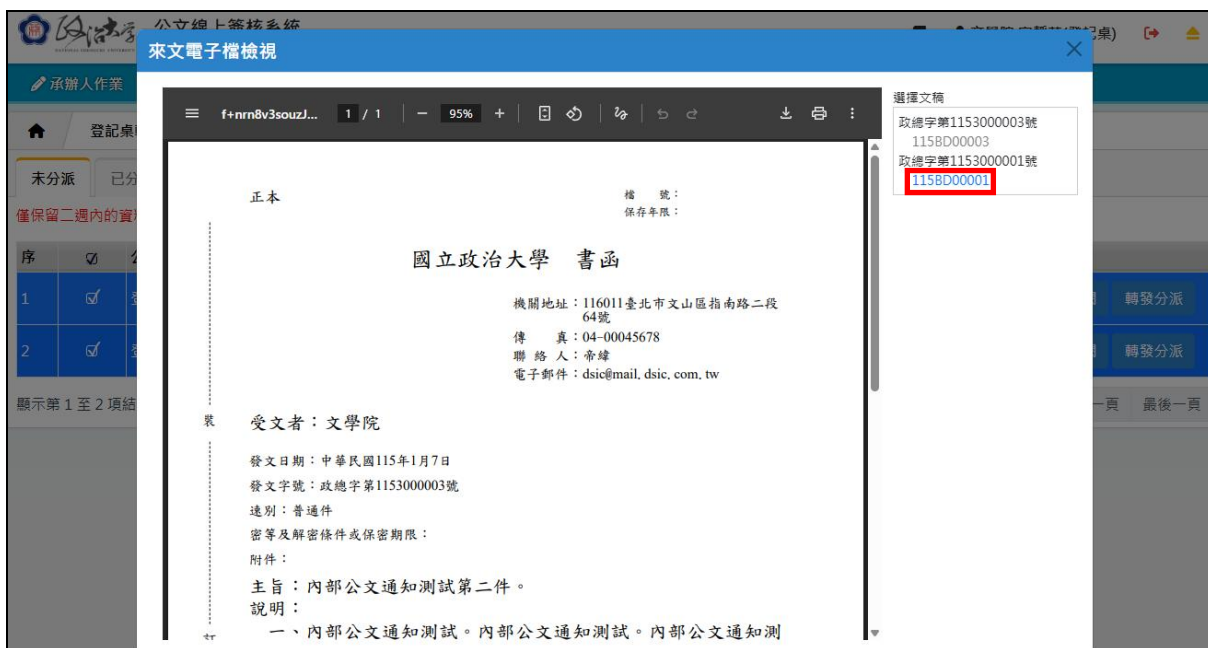 政治大學
公文線上簽核系統
來文電子檔檢視
承辦人作業
登記桌
未分派
已分
僅保留二週內的資
序
1
2
轉發分派
轉發分派
顯示第 1 至 2 項結
一頁 最後一頁
f+nrn8v3souzJ... 1 / 1 95%
選擇文稿
政總字第1153000003號
115BD00003
政總字第1153000001號
115BD00001
正本
檔 號：
保存年限：
國立政治大學 書函
機關地址：116011臺北市文山區指南路二段
64號
傳 真：04-00045678
聯 絡 人：帝緯
電子郵件：dsic@mail.dsic.com.tw
裝
受文者：文學院
發文日期：中華民國115年1月7日
發文字號：政總字第1153000003號
速別：普通件
密等及解密條件或保密期限：
附件：
主旨：內部公文通知測試第二件。
說明：
一、內部公文通知測試。內部公文通知測試。內部公文通知測